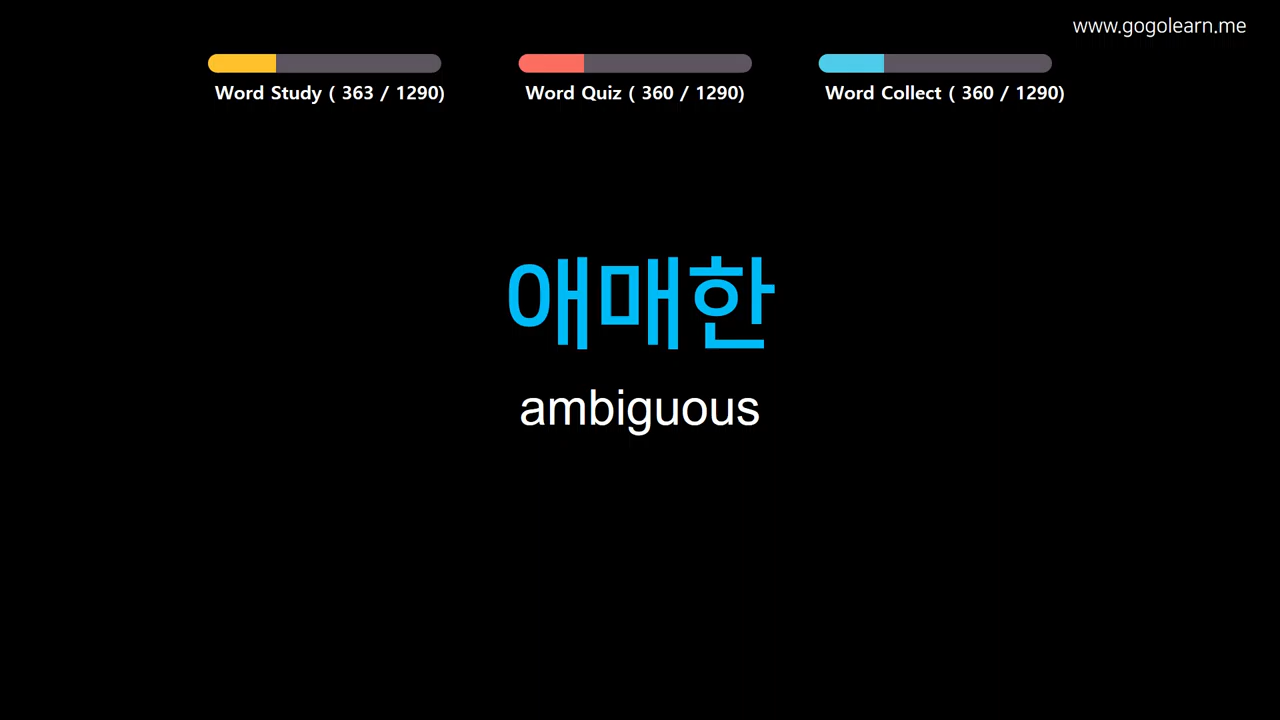 www.gogolearn.me
Word Study ( 363 / 1290)
Word Quiz ( 360 / 1290)
Word Collect ( 360 / 1290)
애매한
ambiguous